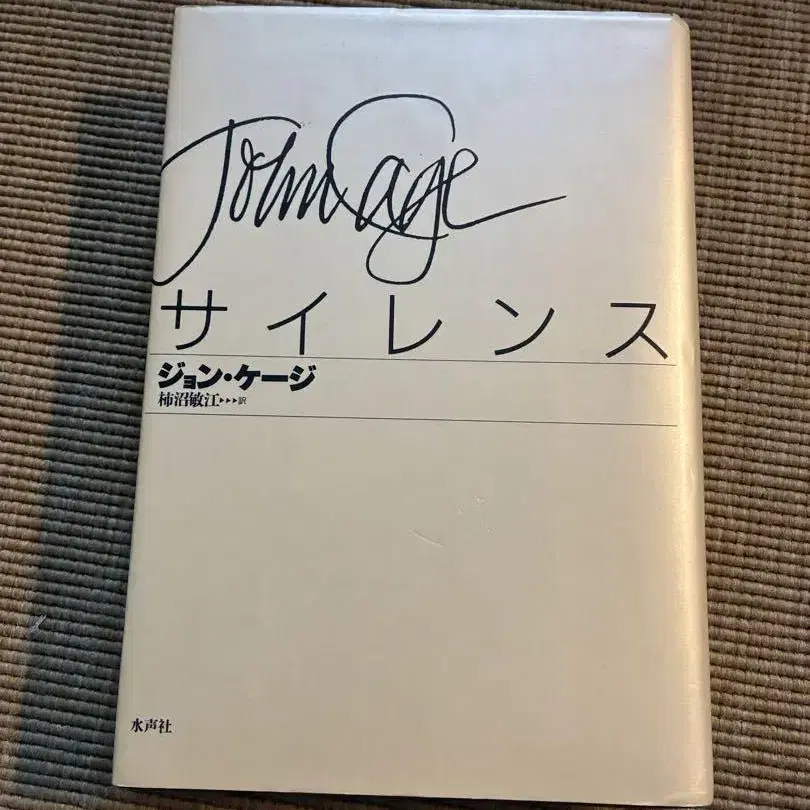 John Cage
サイレンス
ジョン・ケージ
柿沼敏江▶▶▶訳
水声社